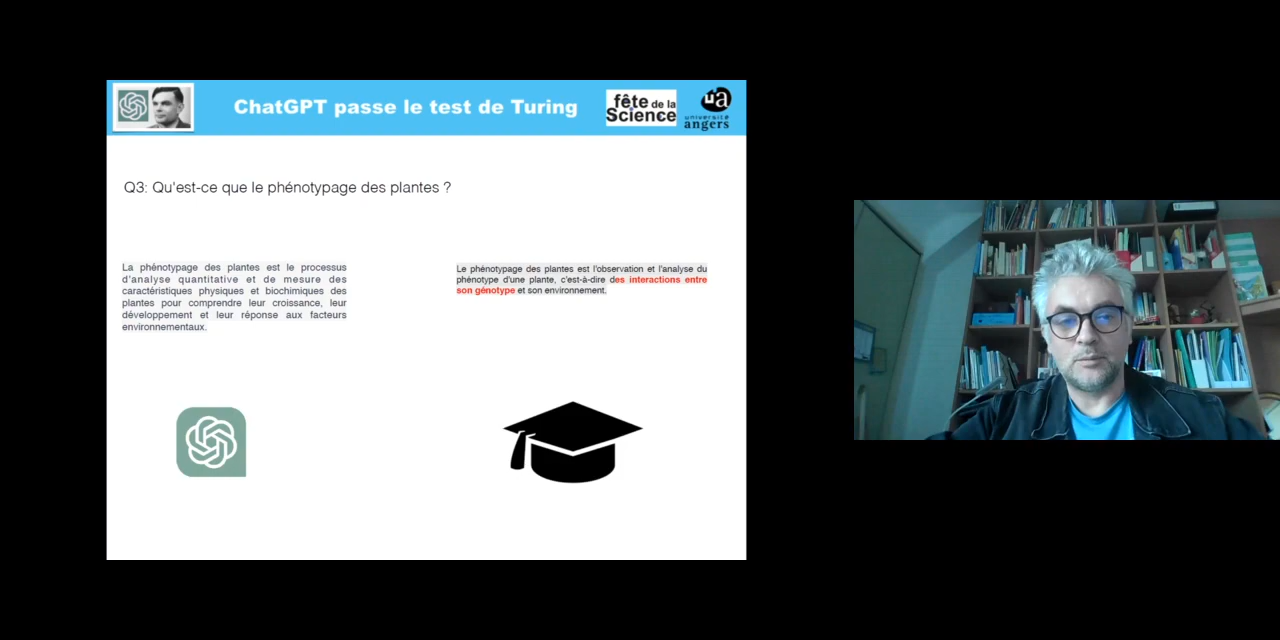 ChatGPT passe le test de Turing
fête de la
Science
ua
université
angers
Q3: Qu'est-ce que le phénotypage des plantes ?
La phénotypage des plantes est le processus
d'analyse quantitative et de mesure des
caractéristiques physiques et biochimiques des
plantes pour comprendre leur croissance, leur
développement et leur réponse aux facteurs
environnementaux.
Le phénotypage des plantes est l'observation et l'analyse du
phénotype d'une plante, c'est-à-dire des interactions entre
son génotype et son environnement.